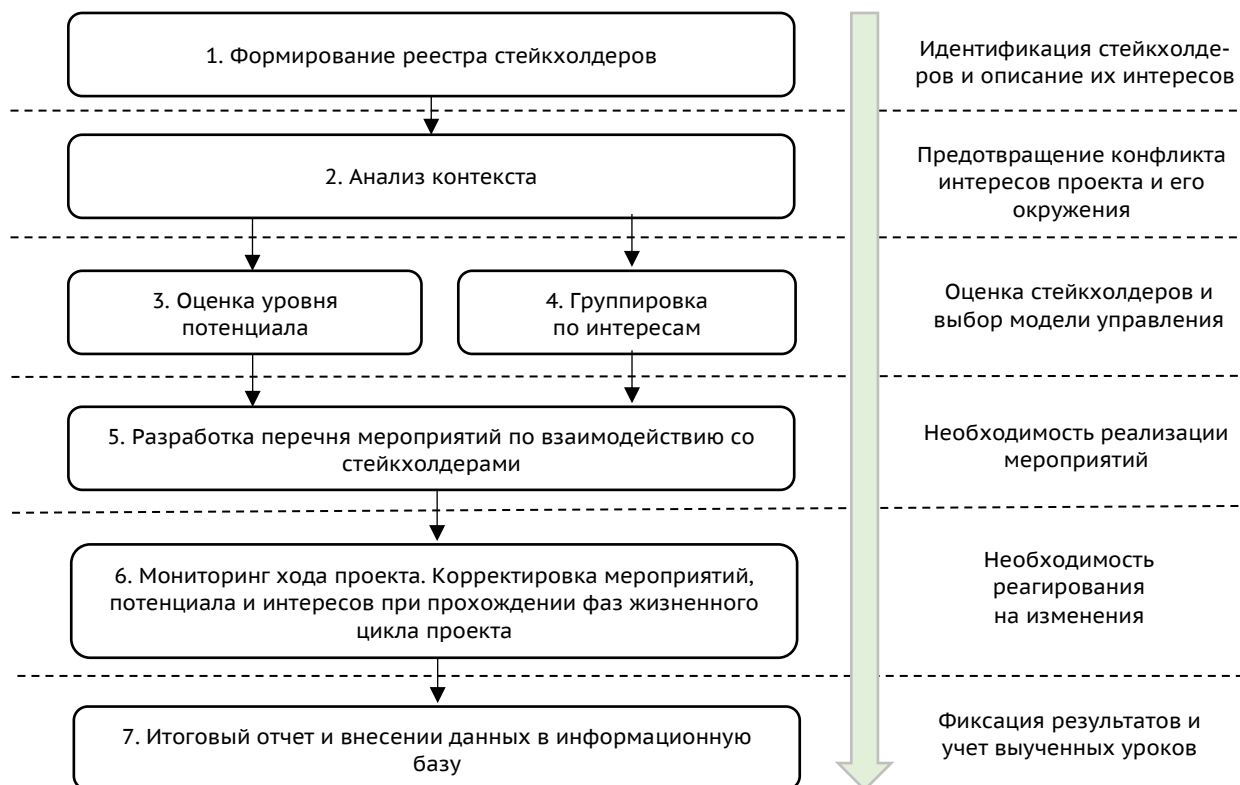 1. Формирование реестра стейкхолдеров
Идентификация стейкхолде-
ров и описание их интересов
2. Анализ контекста
Предотвращение конфликта
интересов проекта и его
окружения
3. Оценка уровня
потенциала
4. Группировка
по интересам
Оценка стейкхолдеров и
выбор модели управления
5. Разработка перечня мероприятий по взаимодействию со
стейкхолдерами
Необходимость реализации
мероприятий
6. Мониторинг хода проекта. Корректировка мероприятий,
потенциала и интересов при прохождении фаз жизненного
цикла проекта
Необходимость
реагирования
на изменения
7. Итоговый отчет и внесении данных в информационную
базу
Фиксация результатов и
учет выученных уроков